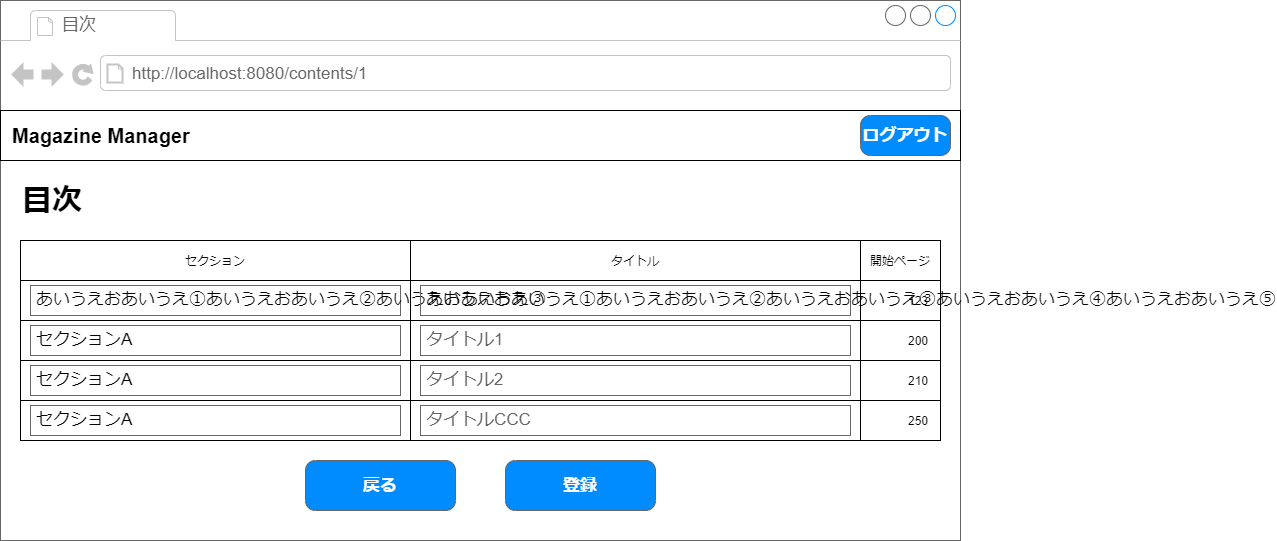 目次
http://localhost:8080/contents/1
Magazine Manager
ログアウト
目次
セクション
タイトル
開始ページ
あいうえおあいうえ①あいうえおあいうえ②あいうえおあいうえ③
あいうえおあいうえ①あいうえおあいうえ②あいうえおあいうえ③あいうえおあいうえ④あいうえおあいうえ⑤
セクションA
タイトル1
200
セクションA
タイトル2
210
セクションA
タイトルCCC
250
戻る
登録